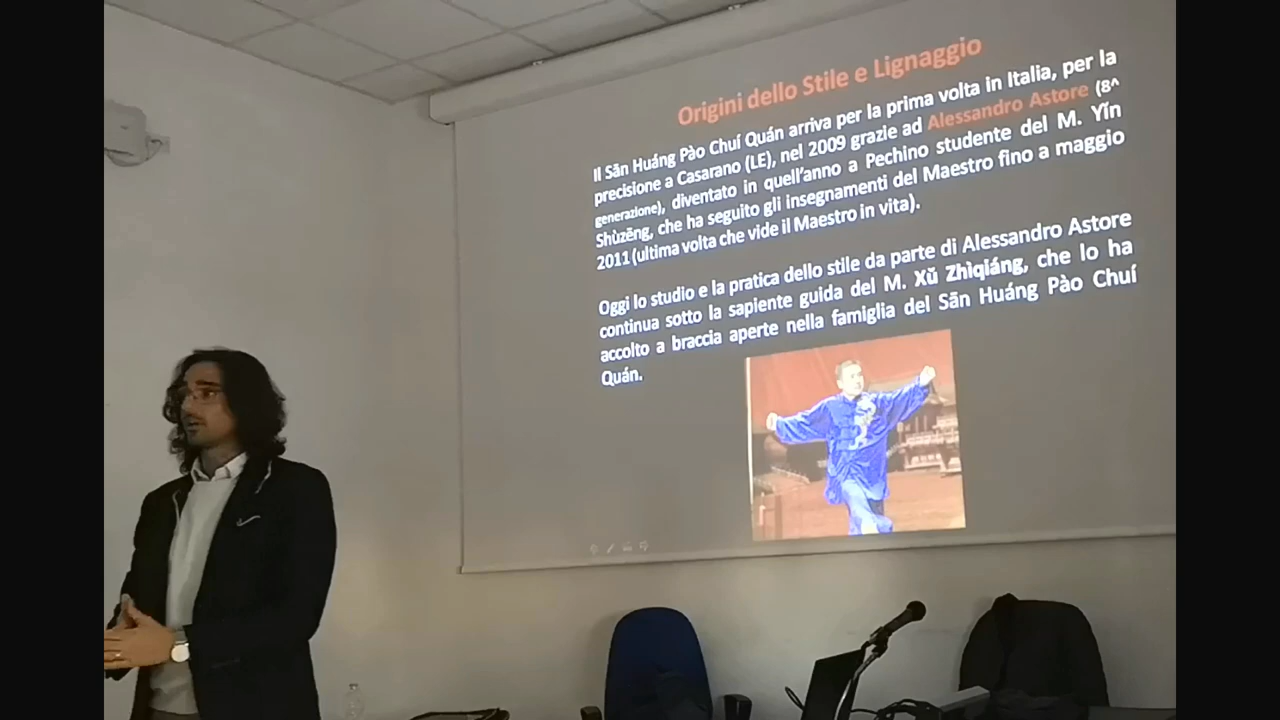 Origini dello Stile e Lignaggio
Il Sān Huáng Pào Chuí Quán arriva per la prima volta in Italia, per la
precisione a Casarano (LE), nel 2009 grazie ad Alessandro Astore (8^
generazione), diventato in quell'anno a Pechino studente del M. Yǐn
Shùzēng, che ha seguito gli insegnamenti del Maestro fino a maggio
2011 (ultima volta che vide il Maestro in vita).
Oggi lo studio e la pratica dello stile da parte di Alessandro Astore
continua sotto la sapiente guida del M. Xǔ Zhìqiáng, che lo ha
accolto a braccia aperte nella famiglia del Sān Huáng Pào Chuí
Quán.